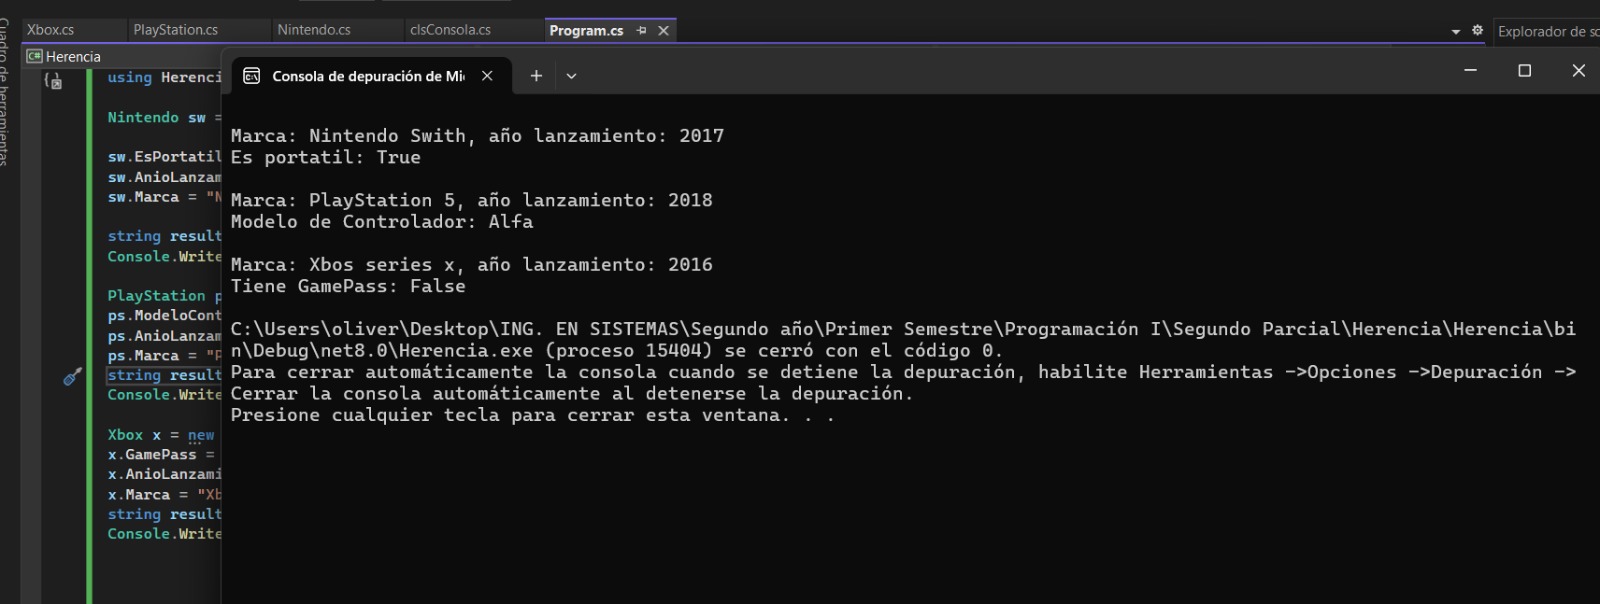 Xbox.cs PlayStation.cs Nintendo.cs clsConsola.cs Program.cs Explorador de so
Cuadro de herramientas
C# Herencia
Consola de depuración de Mi
using Herenci
Nintendo sw =
sw.EsPortatil
sw.AnioLanzam
sw.Marca = "N
string result
Console.Write
PlayStation p
ps.ModeloCont
ps.AnioLanzam
ps.Marca = "P
string result
Console.Write
Xbox x = new
x.GamePass =
x.AnioLanzami
x.Marca = "Xb
string result
Console.Write
Marca: Nintendo Swith, año lanzamiento: 2017
Es portatil: True
Marca: PlayStation 5, año lanzamiento: 2018
Modelo de Controlador: Alfa
Marca: Xbos series x, año lanzamiento: 2016
Tiene GamePass: False
C:\Users\oliver\Desktop\ING. EN SISTEMAS\Segundo año\Primer Semestre\Programación I\Segundo Parcial\Herencia\Herencia\bi
n\Debug\net8.0\Herencia.exe (proceso 15404) se cerró con el código 0.
Para cerrar automáticamente la consola cuando se detiene la depuración, habilite Herramientas ->Opciones ->Depuración ->
Cerrar la consola automáticamente al detenerse la depuración.
Presione cualquier tecla para cerrar esta ventana. . .